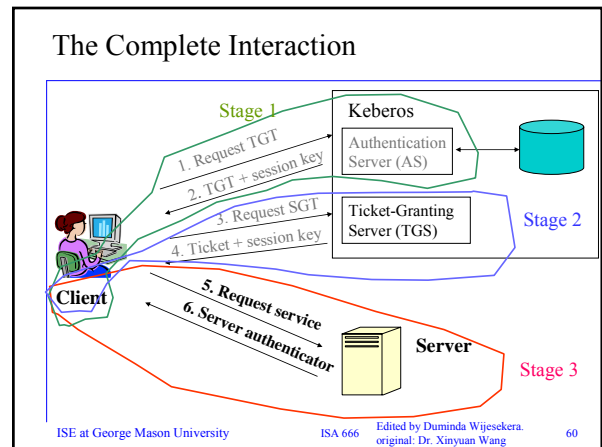 The Complete Interaction
Stage 1
Keberos
1. Request TGT
Authentication
Server (AS)
2. TGT + session key
3. Request SGT
Ticket-Granting
Server (TGS)
Stage 2
4. Ticket + session key
Client
5. Request service
6. Server authenticator
Server
Stage 3
ISE at George Mason University
ISA 666
Edited by Duminda Wijesekera.
original: Dr. Xinyuan Wang
60